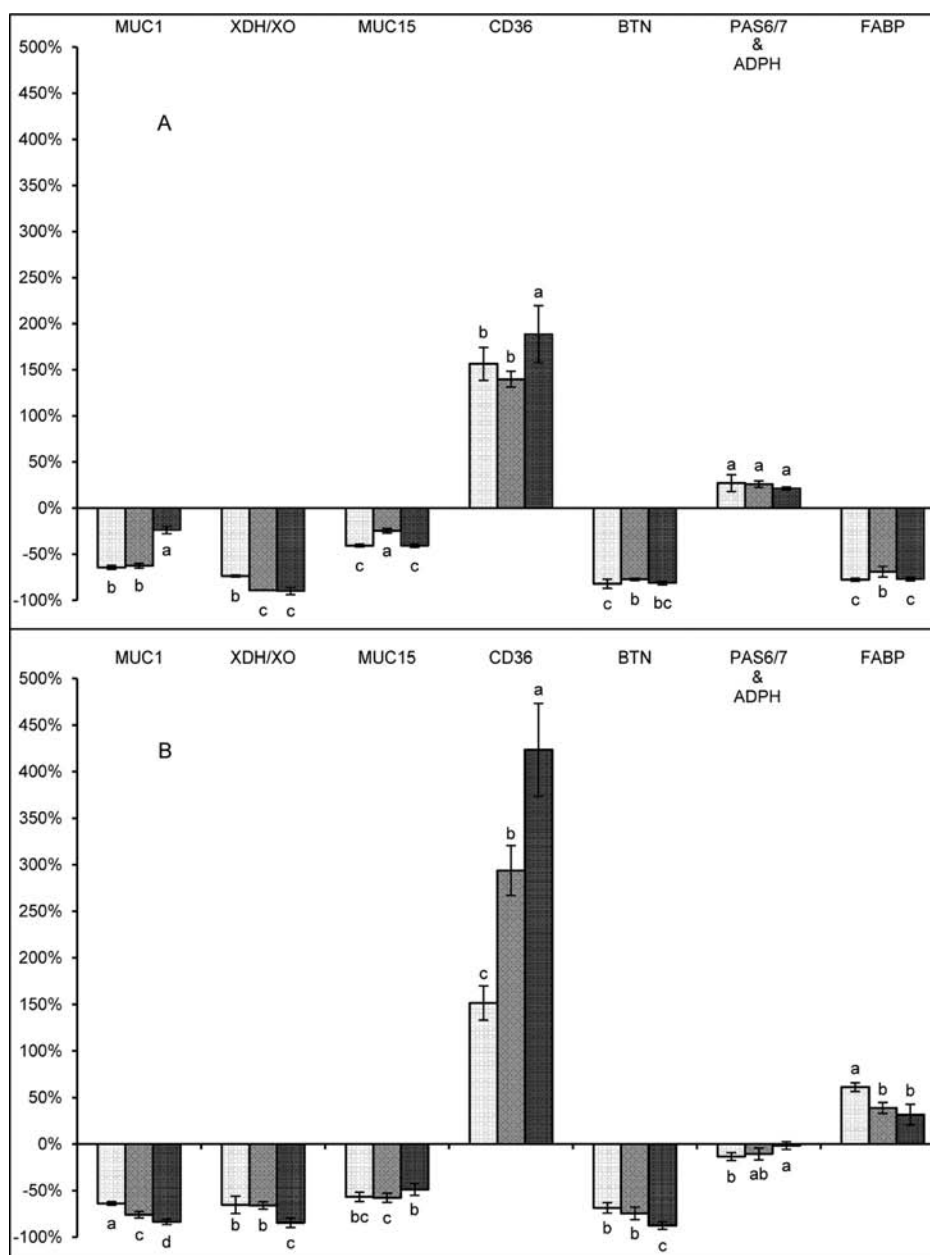 MUC1 XDH/XO MUC15 CD36 BTN PAS6/7 FABP
&
ADPH
500%
450%
A
400%
350%
300%
250%
a
200%
b b
150%
100%
50%
a a a
0%
-50%
a a
b b b c c b b
-100%
c c c bc c c
MUC1 XDH/XO MUC15 CD36 BTN PAS6/7 FABP
&
ADPH
500%
a
450%
B
400%
350%
b
300%
250%
200%
c
150%
100%
a
50%
b b
0%
b ab a
-50%
bc c b
-100%
a c d b b c b b c